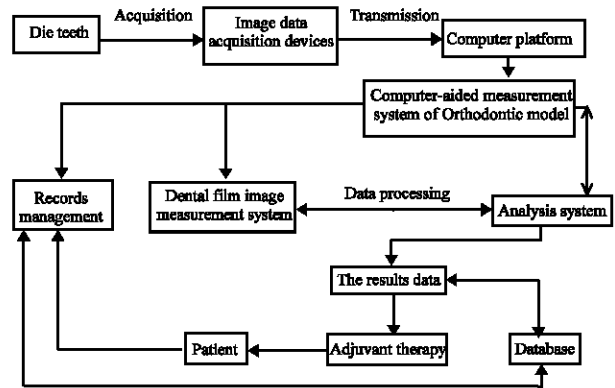 Die teeth
Acquisition
Image data
acquisition devices
Transmission
Computer platform
Computer-aided measurement
system of Orthodontic model
Records
management
Dental film image
measurement system
Data processing
Analysis system
The results data
Patient
Adjuvant therapy
Database